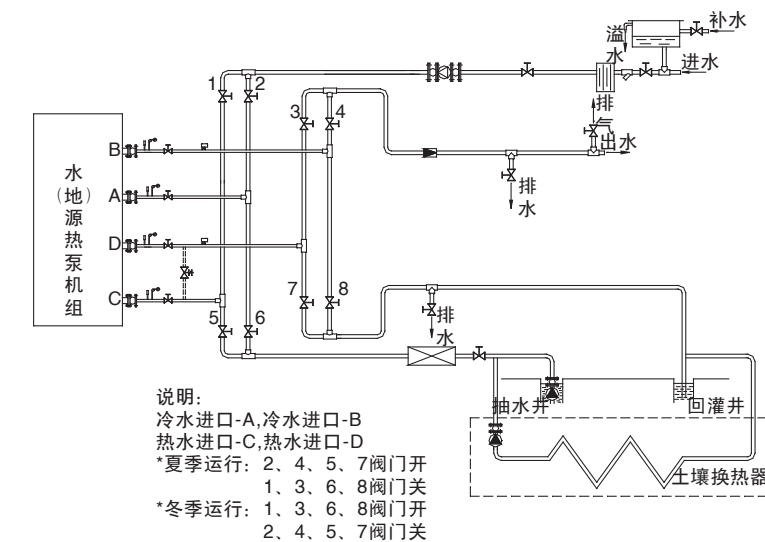 补水
溢水
进水
排气
出水
排水
1
2
3
4
B
A
D
C
水(地)源热泵机组
7
8
5
6
排水
抽水井
回灌井
土壤换热器
说明:
冷水进口-A,冷水进口-B
热水进口-C,热水进口-D
*夏季运行: 2、4、5、7阀门开
1、3、6、8阀门关
*冬季运行: 1、3、6、8阀门开
2、4、5、7阀门关